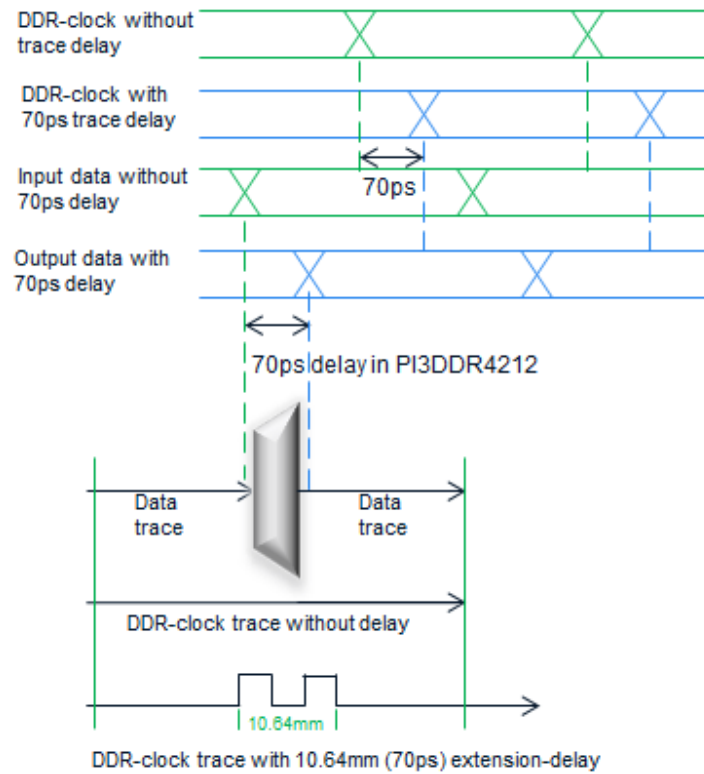 DDR-clock without
trace delay
DDR-clock with
70ps trace delay
70ps
Input data without
70ps delay
Output data with
70ps delay
70ps delay in PI3DDR4212
Data
trace
Data
trace
DDR-clock trace without delay
10.64mm
DDR-clock trace with 10.64mm (70ps) extension-delay